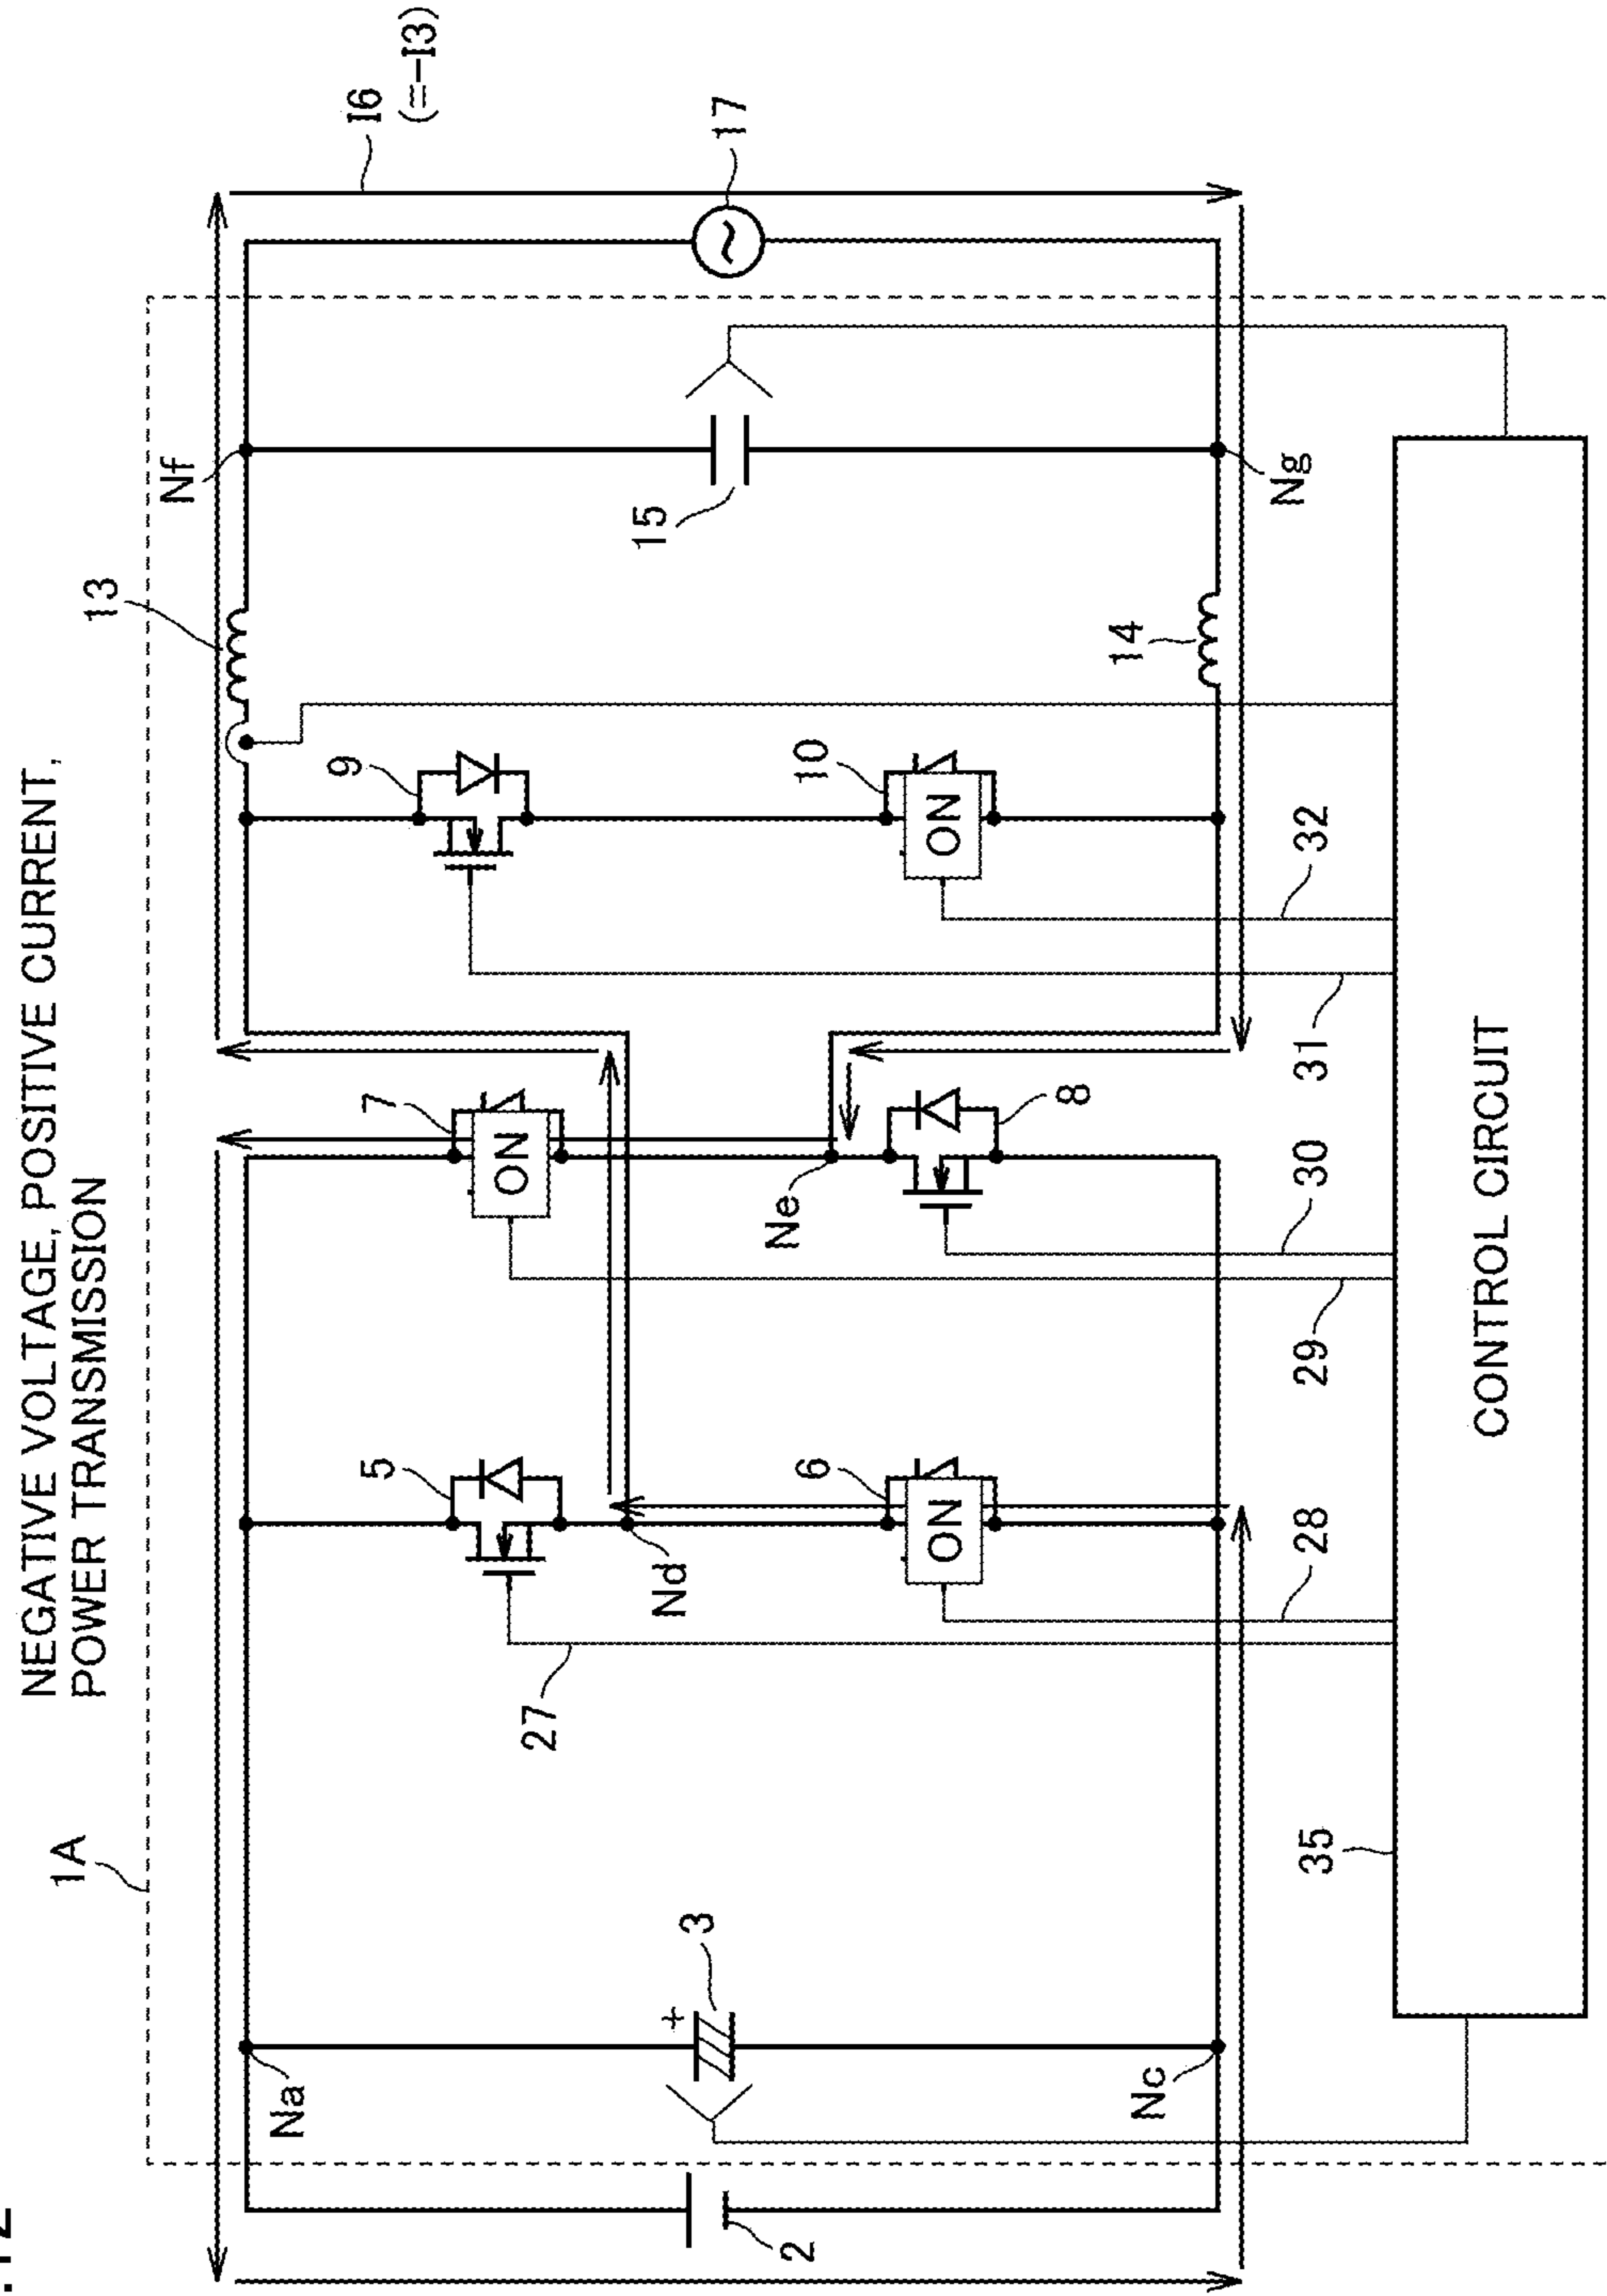 NEGATIVE VOLTAGE, POSITIVE CURRENT,
POWER TRANSMISSION
1A
13
Nf
I6
(=-I3)
17
Na
3
+
2
Nc
5
Nd
6
7
Ne
8
9
10
15
14
Ng
ON
ON
ON
27
28
29
30
31
32
35
CONTROL CIRCUIT